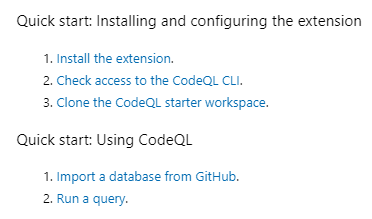 Quick start: Installing and configuring the extension
1. Install the extension.
2. Check access to the CodeQL CLI.
3. Clone the CodeQL starter workspace.
Quick start: Using CodeQL
1. Import a database from GitHub.
2. Run a query.